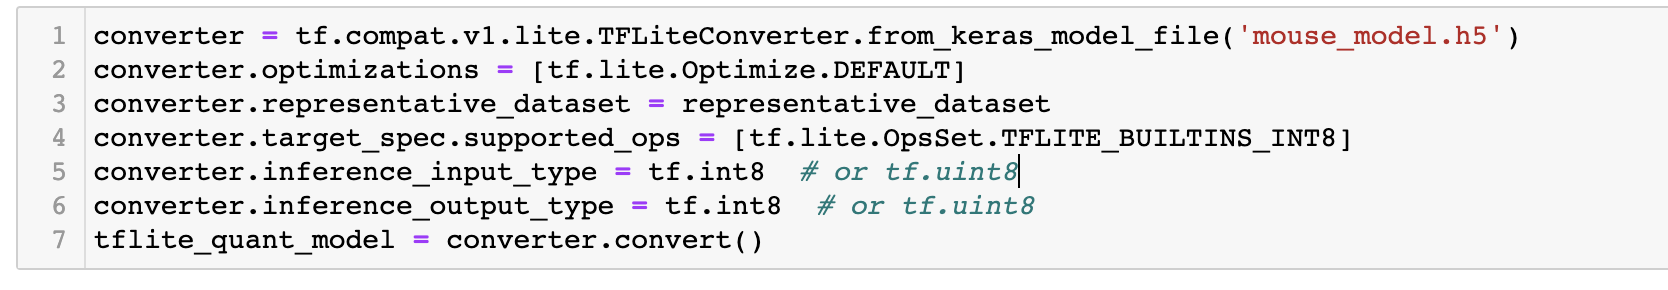 1 converter = tf.compat.v1.lite.TFLiteConverter.from_keras_model_file('mouse_model.h5')
2 converter.optimizations = [tf.lite.Optimize.DEFAULT]
3 converter.representative_dataset = representative_dataset
4 converter.target_spec.supported_ops = [tf.lite.OpsSet.TFLITE_BUILTINS_INT8]
5 converter.inference_input_type = tf.int8  # or tf.uint8
6 converter.inference_output_type = tf.int8  # or tf.uint8
7 tflite_quant_model = converter.convert()